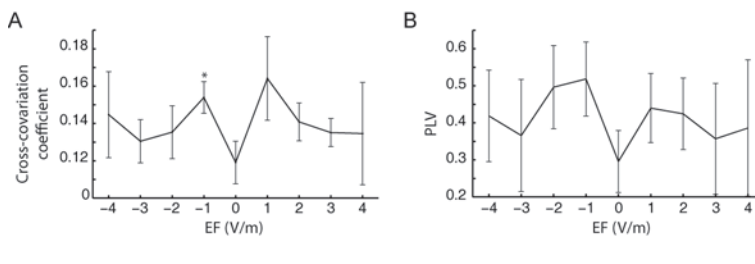 A
Cross-covariation
coefficient
0.18
0.16
0.14
0.12
0
*
−4 −3 −2 −1 0 1 2 3 4
EF (V/m)
B
PLV
0.6
0.5
0.4
0.3
0.2
−4 −3 −2 −1 0 1 2 3 4
EF (V/m)